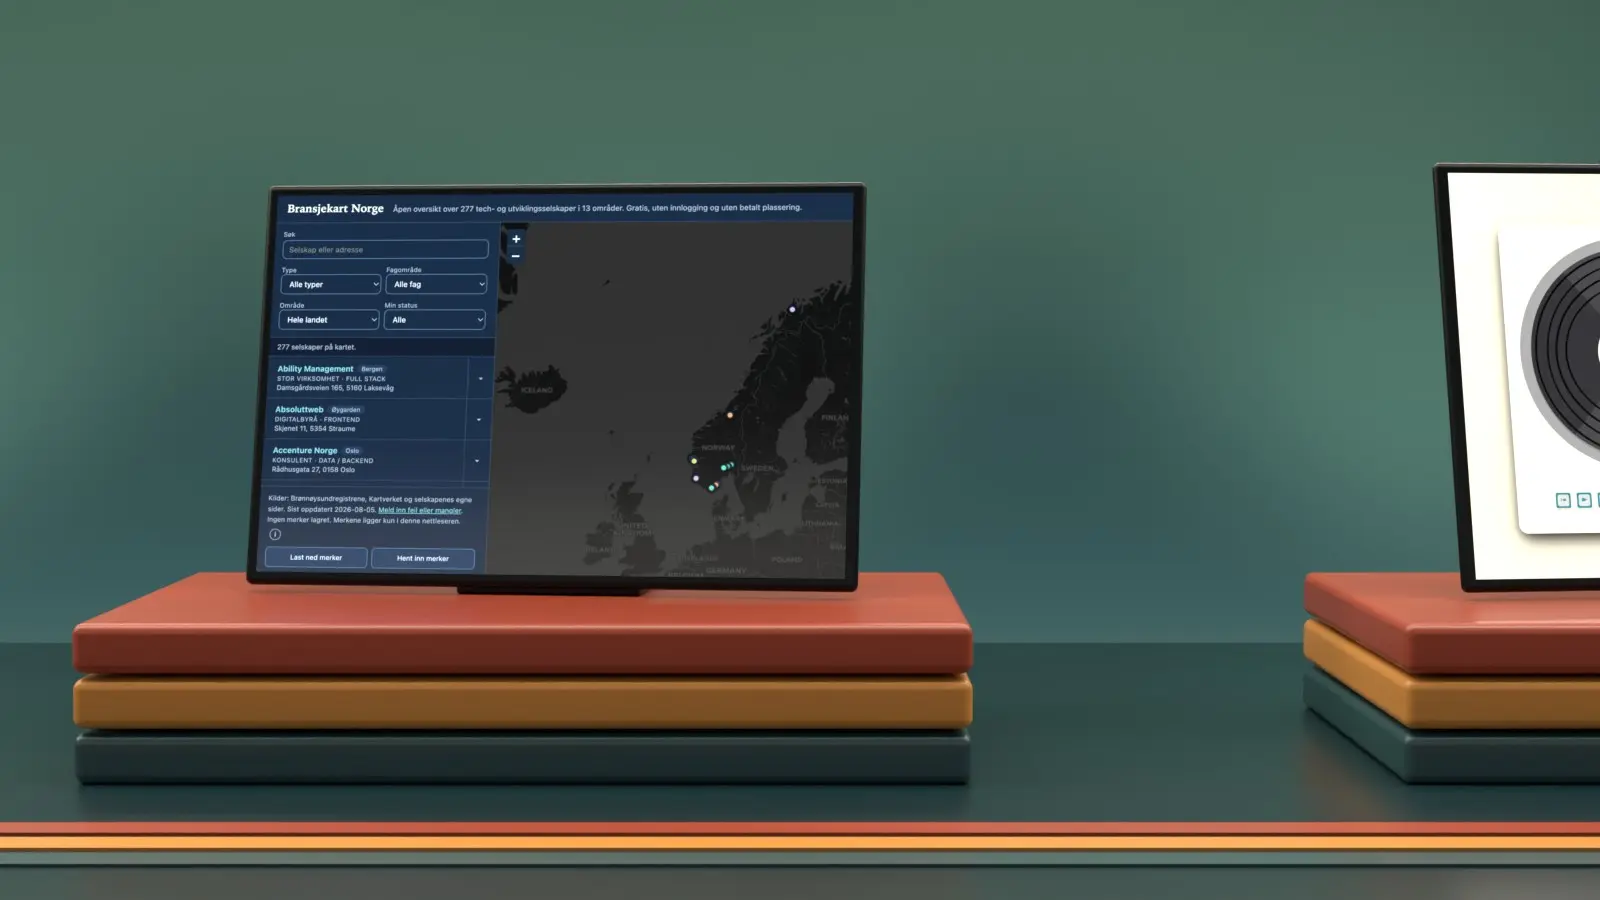 Bransjekart Norge
Åpen oversikt over 277 tech- og utviklingsselskaper i 13 områder. Gratis, uten innlogging og uten betalt plassering.
Søk
Selskap eller adresse
Type
Fagområde
Alle typer
Alle fag
Område
Min status
Hele landet
Alle
277 selskaper på kartet.
Ability Management Bergen
STOR VIRKSOMHET · FULL STACK
Damsgårdsveien 165, 5160 Laksevåg
Absoluttweb Øygarden
DIGITALBYRÅ · FRONTEND
Skjenet 11, 5354 Straume
Accenture Norge Oslo
KONSULENT · DATA / BACKEND
Rådhusgata 27, 0158 Oslo
Kilder: Brønnøysundregistrene, Kartverket og selskapenes egne
sider. Sist oppdatert 2026-08-05. Meld inn feil eller mangler.
Ingen merker lagret. Merkene ligger kun i denne nettleseren.
Last ned merker
Hent inn merker
+
−
ICELAND
NORWAY
SWEDEN
FINLAN
POLAND
GERMANY